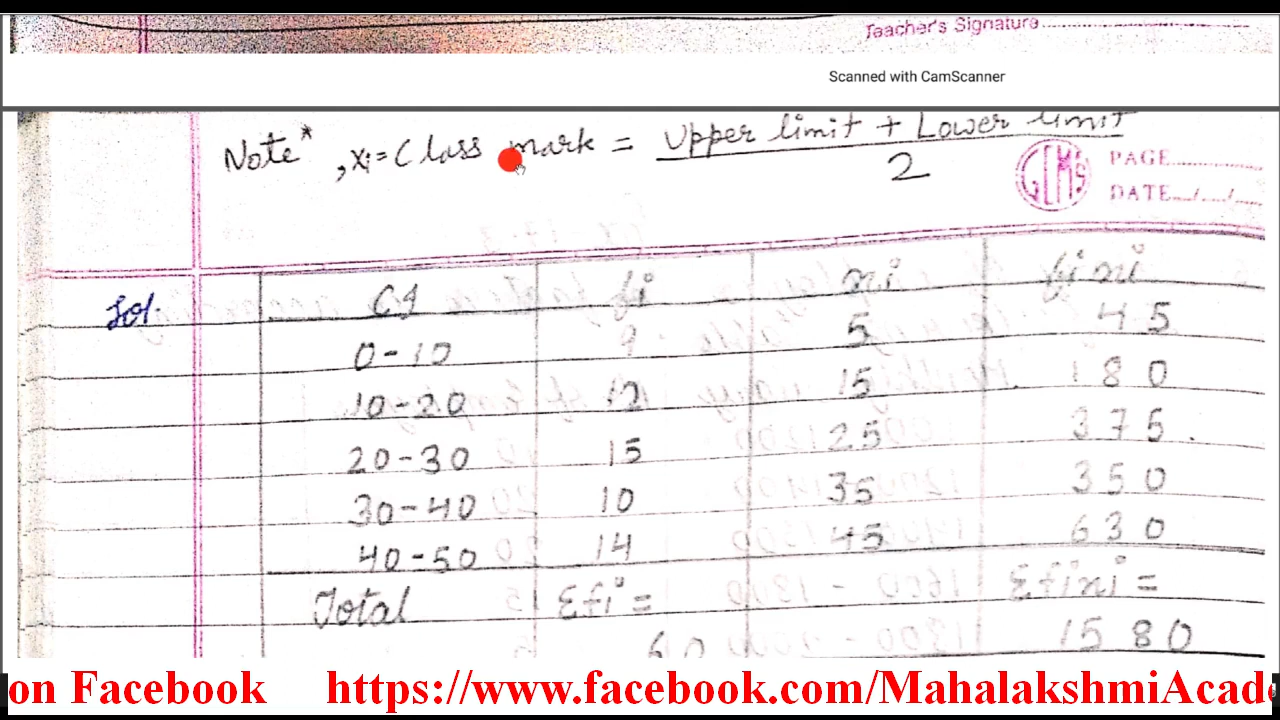 Teacher's Signature
Scanned with CamScanner
Note* , xi = Class mark = Upper limit + Lower limit
2
GEM's PAGE
DATE
Sol. CI fi xi fixi
0-10 9 5 45
10-20 12 15 180
20-30 15 25 375.
30-40 10 35 350
40-50 14 45 630
Total Σfi = Σfixi =
60 1580
on Facebook https://www.facebook.com/MahalakshmiAcad